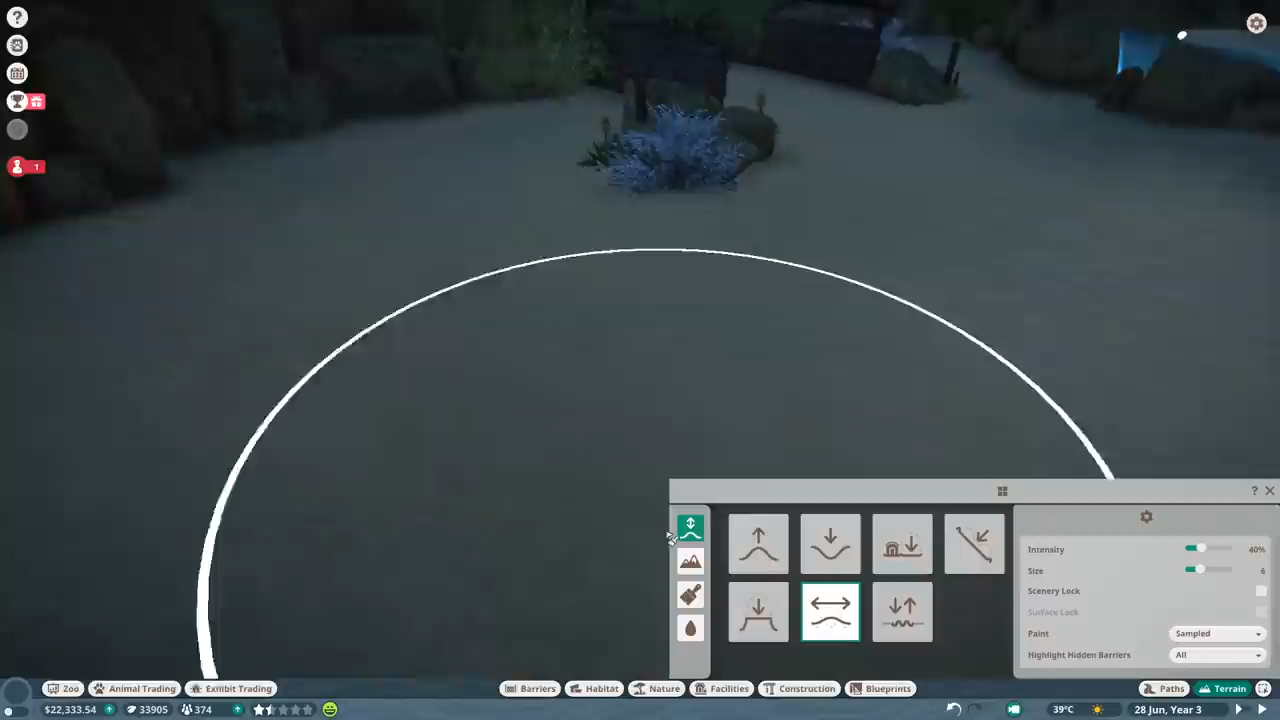 ?
1
? ×
Intensity 40%
Size 6
Scenery Lock
Surface Lock
Paint Sampled
Highlight Hidden Barriers All
Zoo Animal Trading Exhibit Trading Barriers Habitat Nature Facilities Construction Blueprints Paths Terrain
$22,333.54 33905 374 39°C 28 Jun, Year 3